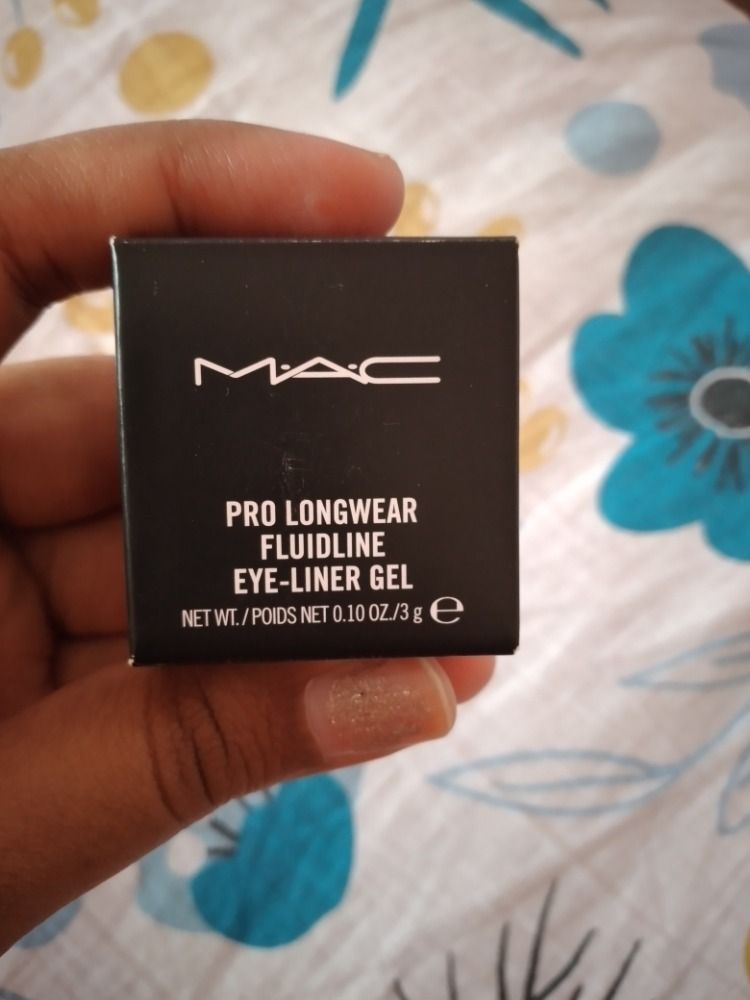 M·A·C
PRO LONGWEAR
FLUIDLINE
EYE-LINER GEL
NET WT./POIDS NET 0.10 OZ./3 g ℮